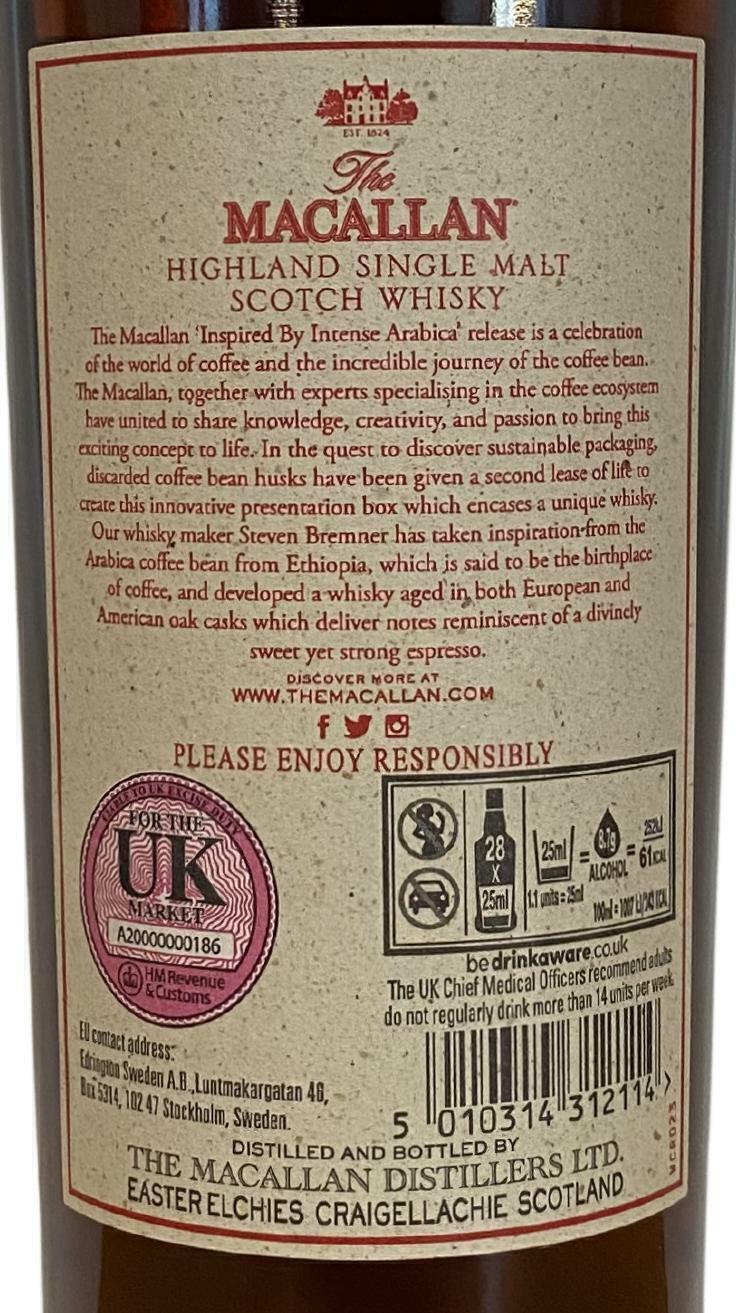 EST. 1824
The
MACALLAN
HIGHLAND SINGLE MALT
SCOTCH WHISKY
The Macallan 'Inspired By Intense Arabica' release is a celebration
of the world of coffee and the incredible journey of the coffee bean.
The Macallan, together with experts specialising in the coffee ecosystem
have united to share knowledge, creativity, and passion to bring this
exciting concept to life. In the quest to discover sustainable packaging,
discarded coffee bean husks have been given a second lease of life to
create this innovative presentation box which encases a unique whisky.
Our whisky maker Steven Bremner has taken inspiration from the
Arabica coffee bean from Ethiopia, which is said to be the birthplace
of coffee, and developed a whisky aged in both European and
American oak casks which deliver notes reminiscent of a divinely
sweet yet strong espresso.
DISCOVER MORE AT
WWW.THEMACALLAN.COM
PLEASE ENJOY RESPONSIBLY
TO UK EXCISE DUTY
FOR THE
UK
MARKET
A20000000186
HM Revenue
& Customs
28
X
25ml
25ml
1.1 units = 25ml
=
8.1g
ALCOHOL
=
252kJ
61KCAL
bedrinkaware.co.uk
The UK Chief Medical Officers recommend adults
do not regularly drink more than 14 units per week.
EU contact address:
Edrington Sweden A.B.,Luntmakargatan 46,
Box 5314, 102 47 Stockholm, Sweden.
5 010314 312114 >
DISTILLED AND BOTTLED BY
THE MACALLAN DISTILLERS LTD.
EASTER ELCHIES CRAIGELLACHIE SCOTLAND